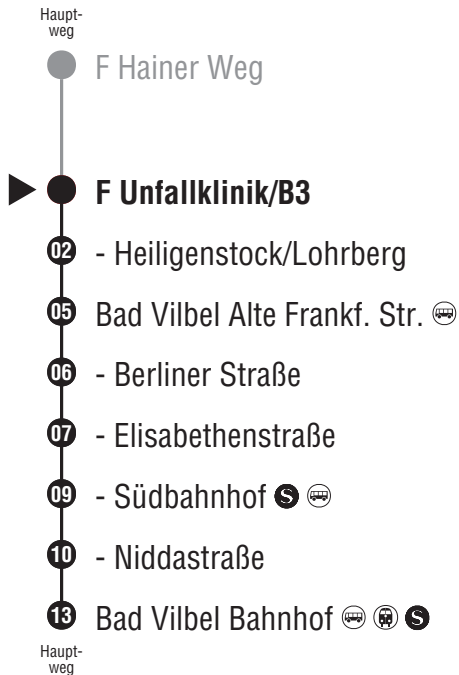 Haupt-
weg
F Hainer Weg
F Unfallklinik/B3
02 - Heiligenstock/Lohrberg
05 Bad Vilbel Alte Frankf. Str.
06 - Berliner Straße
07 - Elisabethenstraße
09 - Südbahnhof S
10 - Niddastraße
13 Bad Vilbel Bahnhof S
Haupt-
weg